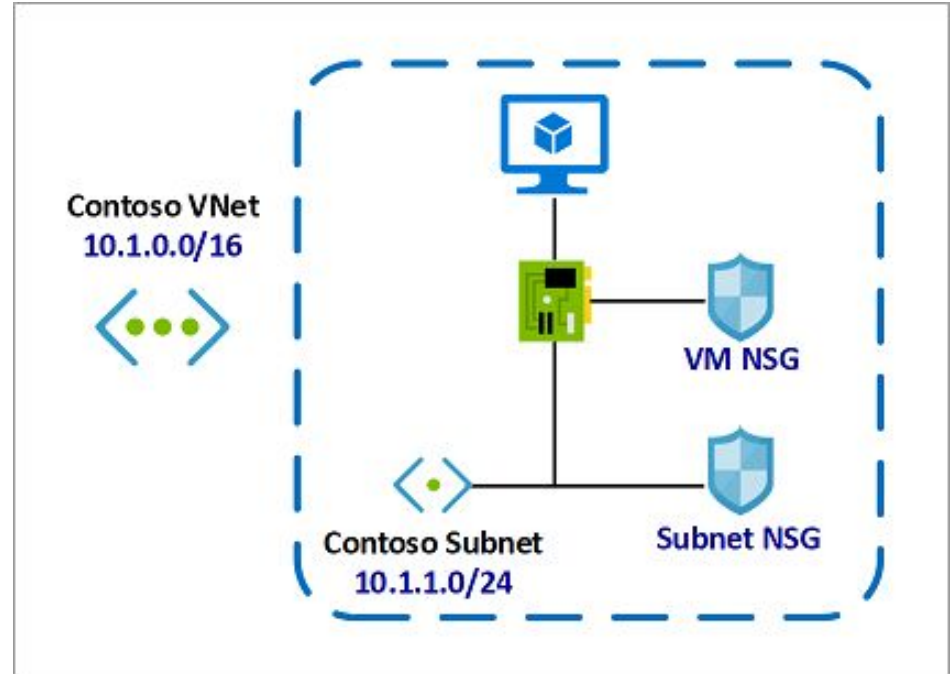 Contoso VNet
10.1.0.0/16
VM NSG
Contoso Subnet
10.1.1.0/24
Subnet NSG